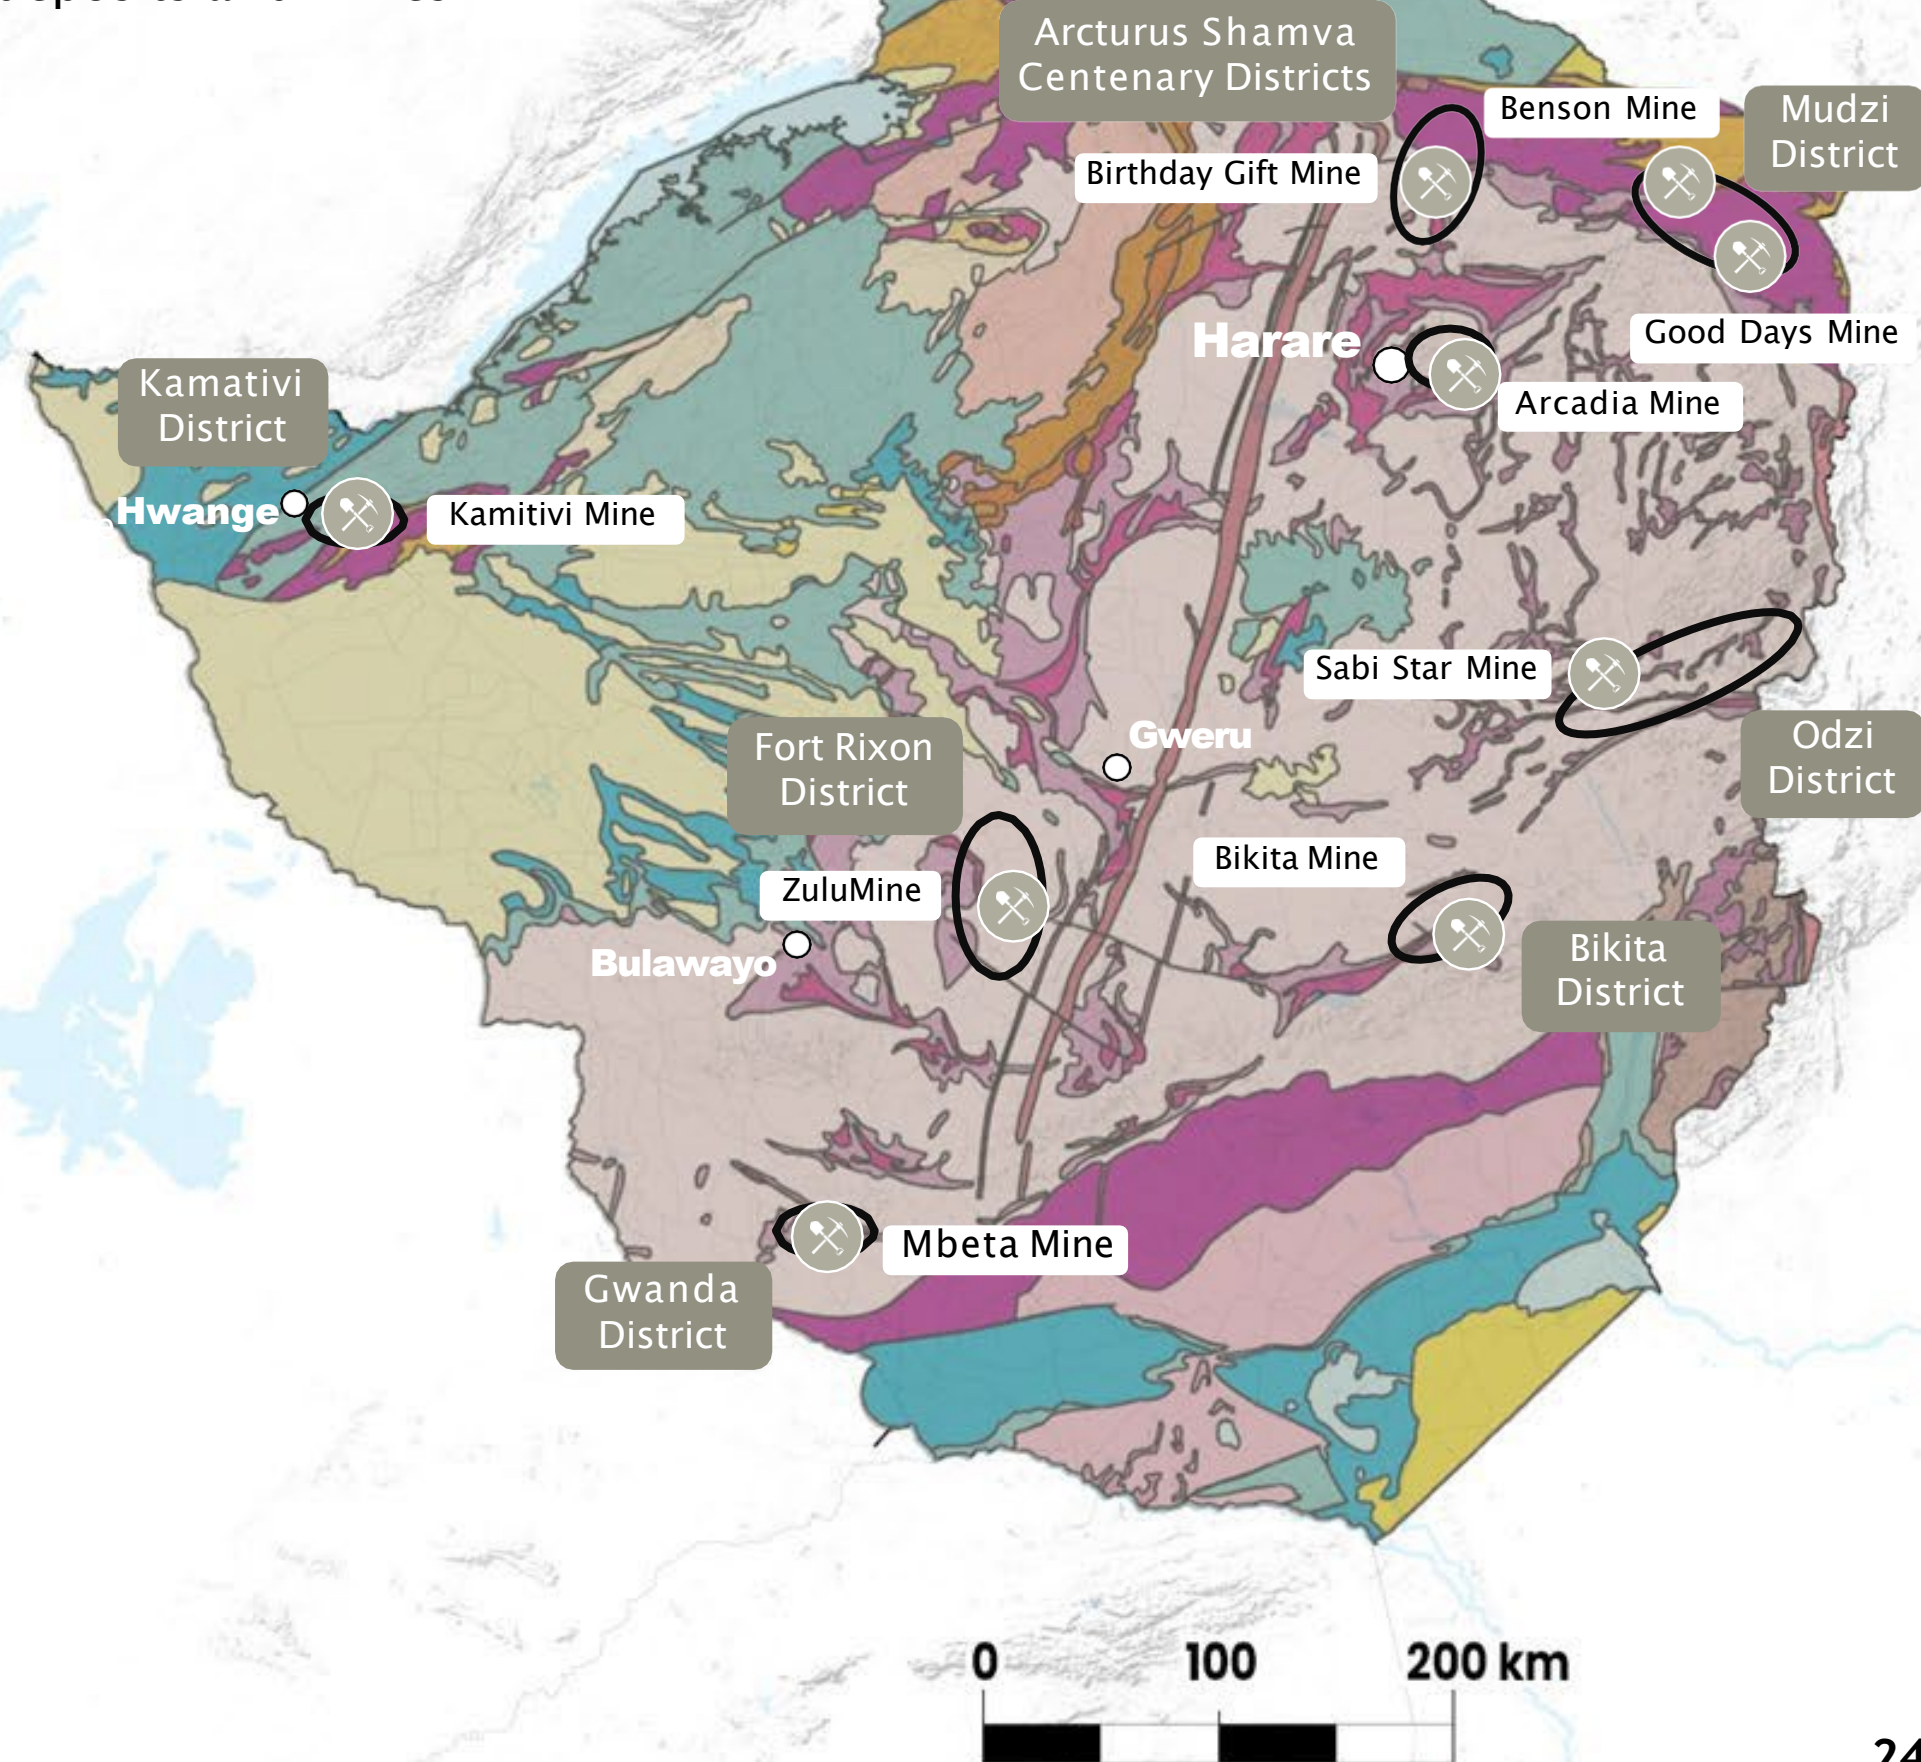 Arcturus Shamva
Centenary Districts
Benson Mine
Mudzi
District
Birthday Gift Mine
Good Days Mine
Harare
Arcadia Mine
Kamativi
District
Hwange
Kamitivi Mine
Sabi Star Mine
Odzi
District
Gweru
Fort Rixon
District
Bikita Mine
ZuluMine
Bikita
District
Bulawayo
Mbeta Mine
Gwanda
District
0 100 200 km
24